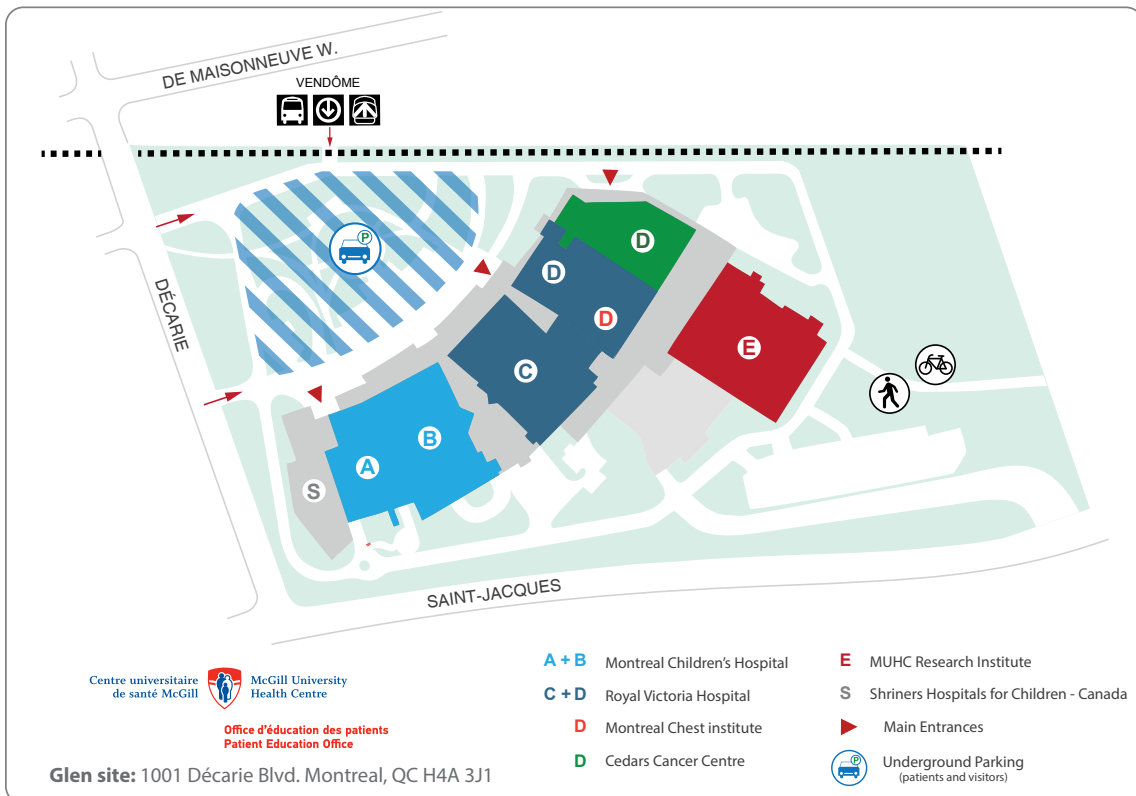 DE MAISONNEUVE W.
VENDÔME
P
DÉCARIE
D
D
D
E
C
B
A
S
SAINT-JACQUES
Centre universitaire
de santé McGill
McGill University
Health Centre
Office d'éducation des patients
Patient Education Office
Glen site: 1001 Décarie Blvd. Montreal, QC H4A 3J1
A + B Montreal Children's Hospital
C + D Royal Victoria Hospital
D Montreal Chest institute
D Cedars Cancer Centre
E MUHC Research Institute
S Shriners Hospitals for Children - Canada
Main Entrances
P
Underground Parking
(patients and visitors)